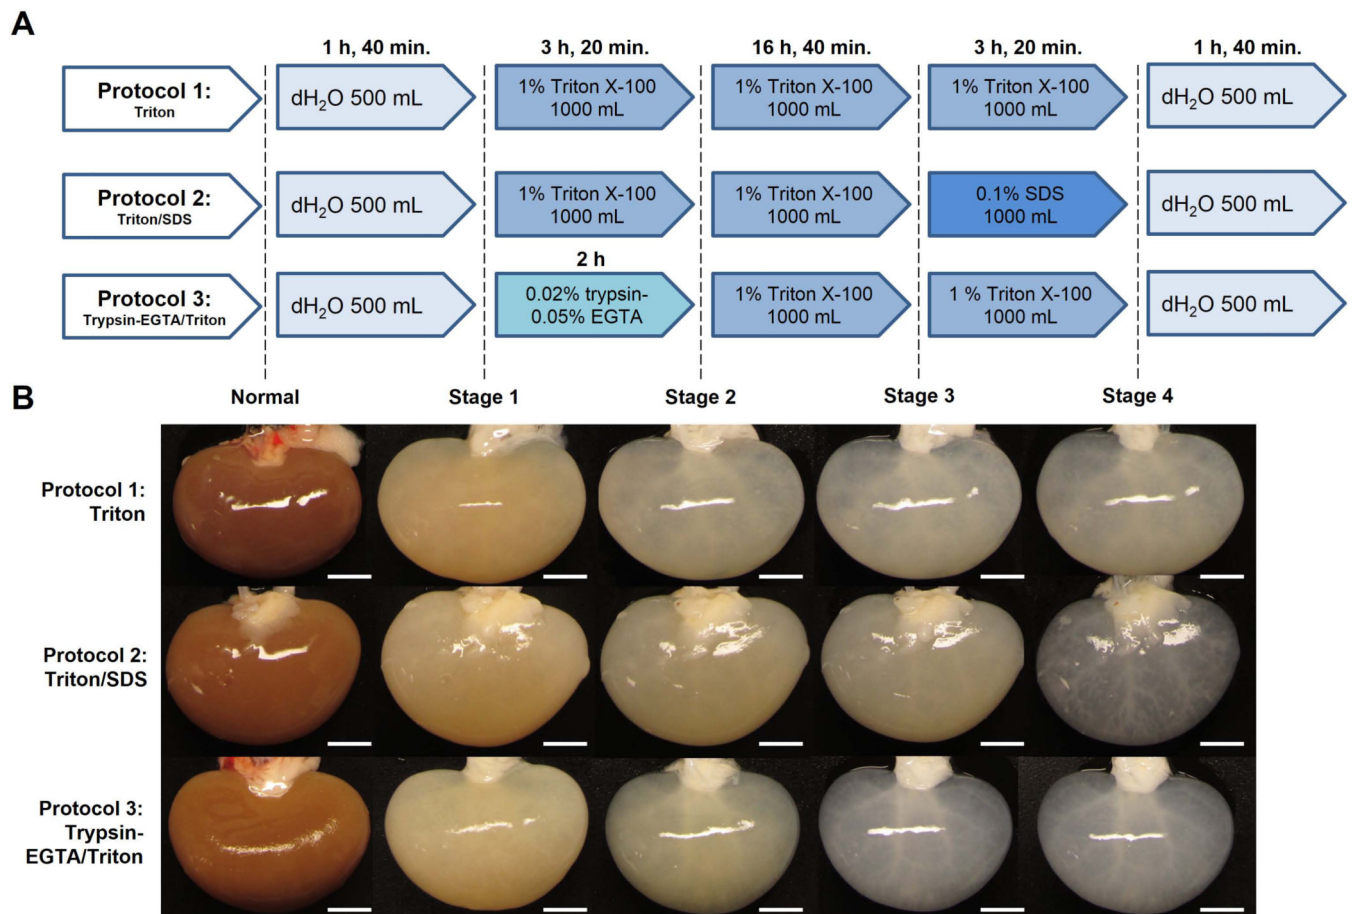 A
1 h, 40 min. 3 h, 20 min. 16 h, 40 min. 3 h, 20 min. 1 h, 40 min.
Protocol 1:
Triton
dH₂O 500 mL
1% Triton X-100
1000 mL
1% Triton X-100
1000 mL
1% Triton X-100
1000 mL
dH₂O 500 mL
Protocol 2:
Triton/SDS
dH₂O 500 mL
1% Triton X-100
1000 mL
1% Triton X-100
1000 mL
0.1% SDS
1000 mL
dH₂O 500 mL
2 h
Protocol 3:
Trypsin-EGTA/Triton
dH₂O 500 mL
0.02% trypsin-
0.05% EGTA
1% Triton X-100
1000 mL
1 % Triton X-100
1000 mL
dH₂O 500 mL
B
Normal Stage 1 Stage 2 Stage 3 Stage 4
Protocol 1:
Triton
Protocol 2:
Triton/SDS
Protocol 3:
Trypsin-
EGTA/Triton